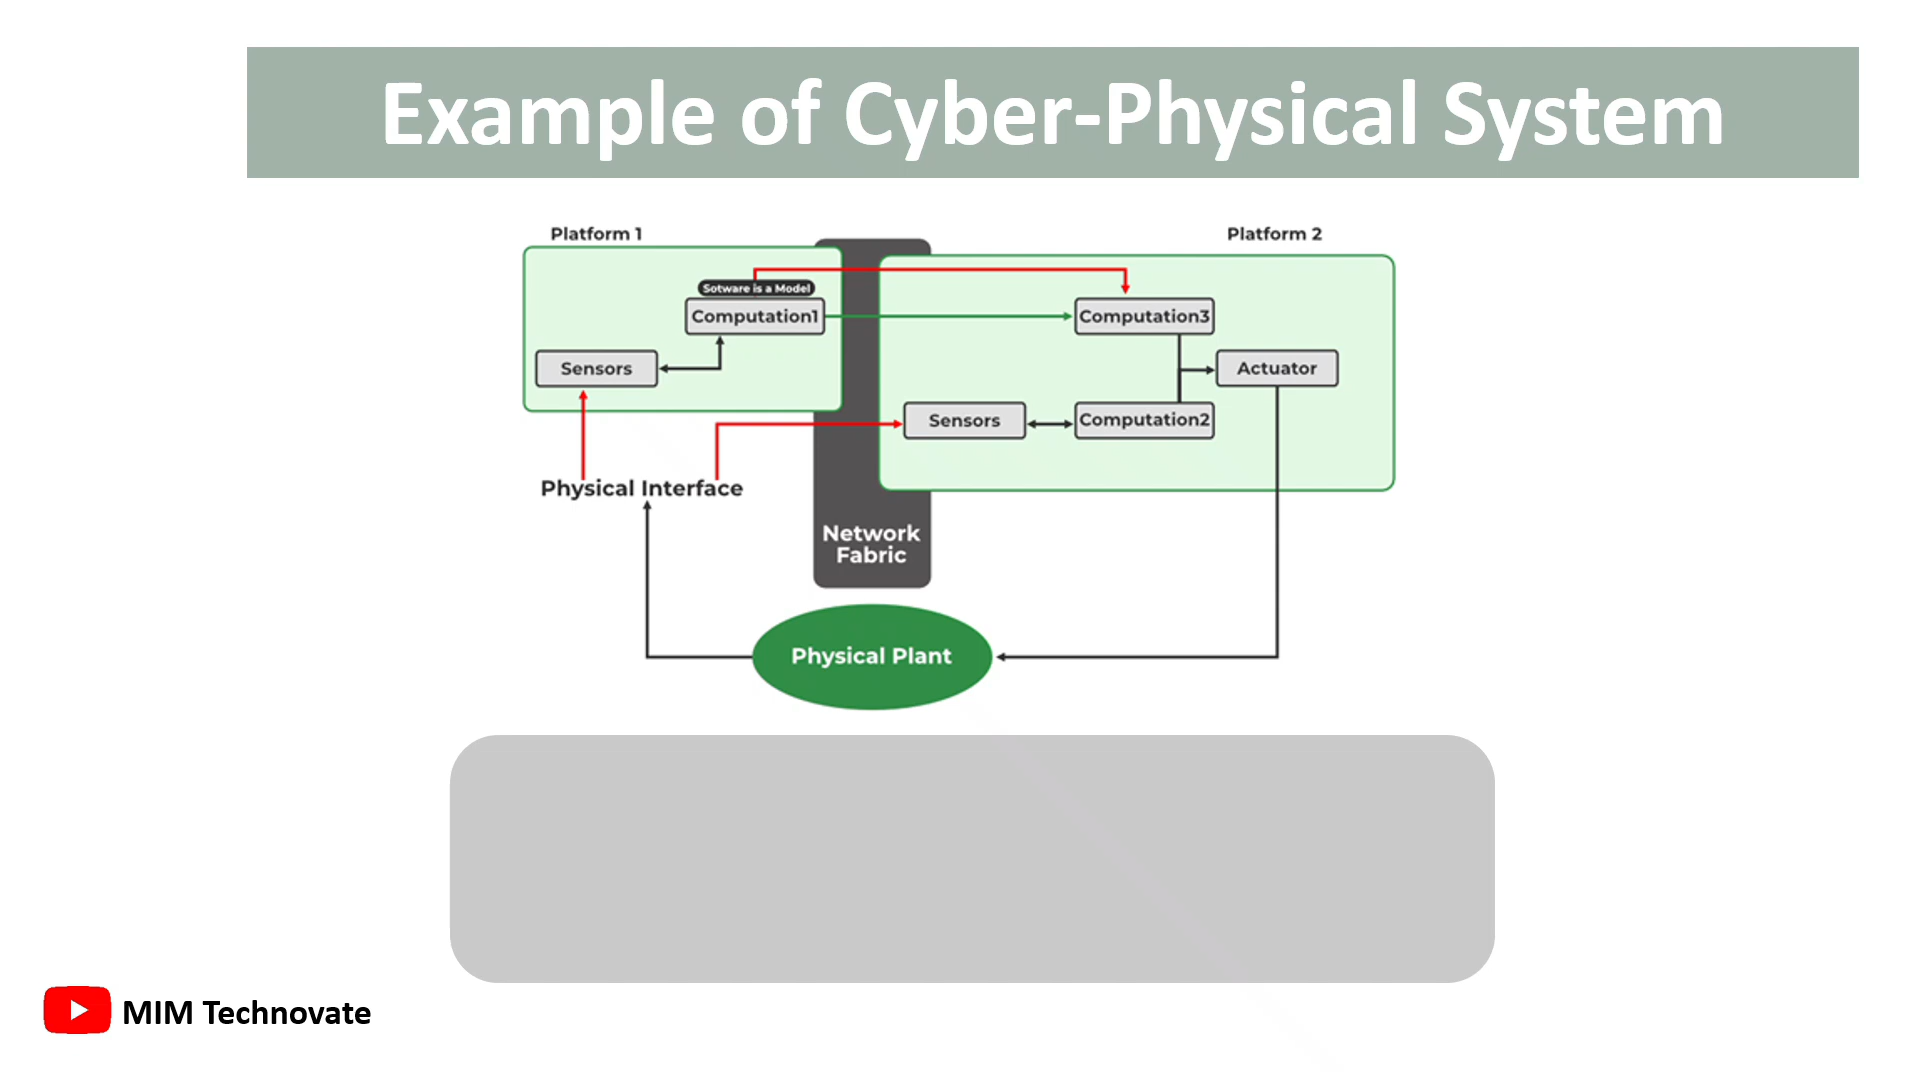 Example of Cyber-Physical System
Platform 1
Platform 2
Sotware is a Model
Computation1
Computation3
Sensors
Actuator
Sensors
Computation2
Physical Interface
Network
Fabric
Physical Plant
MIM Technovate